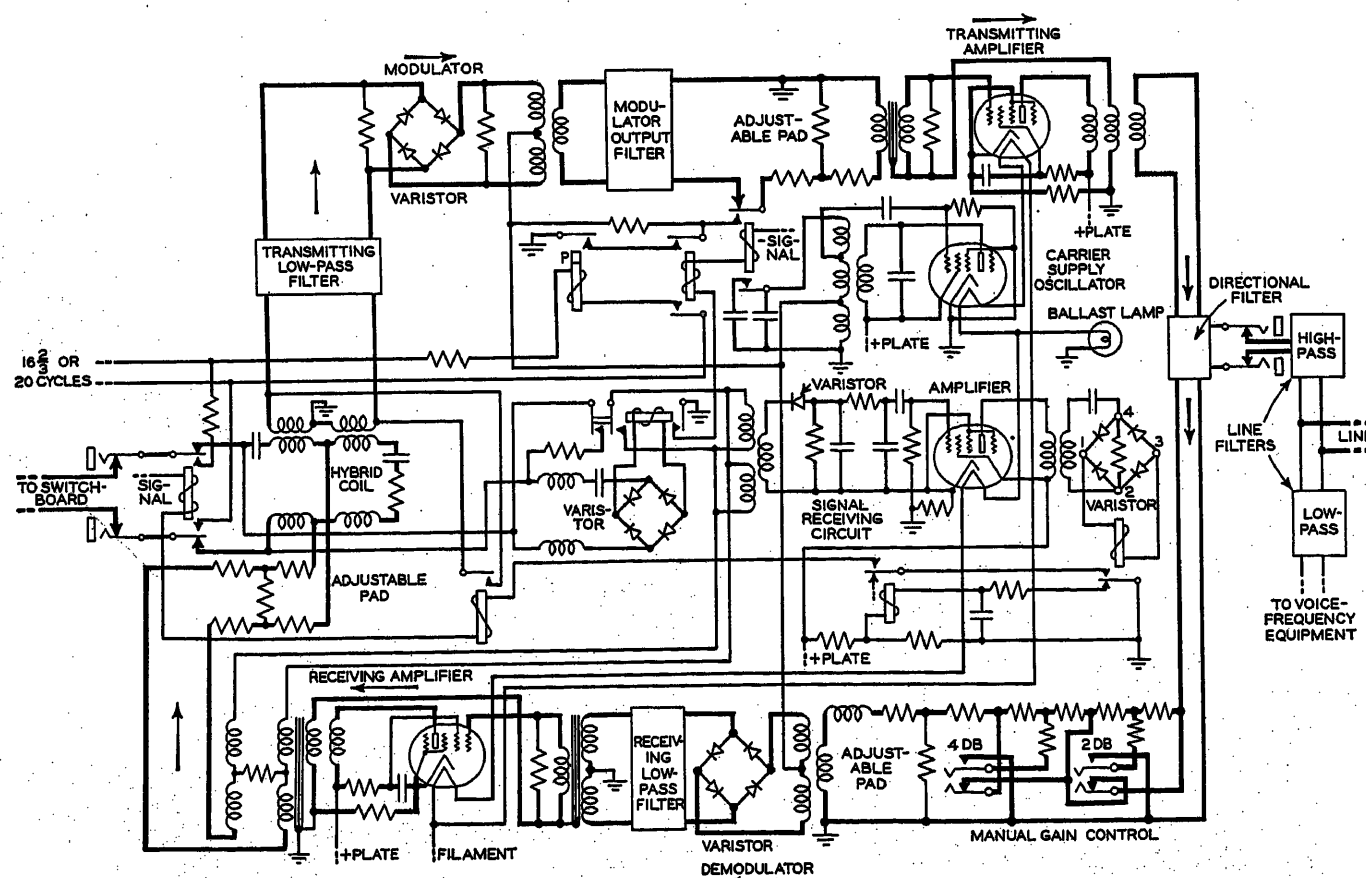 TRANSMITTING
AMPLIFIER
MODULATOR
MODU-
LATOR
OUTPUT
FILTER
ADJUST-
ABLE PAD
VARISTOR
+PLATE
TRANSMITTING
LOW-PASS
FILTER
P
-SIG-
NAL
CARRIER
SUPPLY
OSCILLATOR
DIRECTIONAL
FILTER
BALLAST LAMP
+PLATE
HIGH-
PASS
16 2/3 OR
20 CYCLES
VARISTOR
AMPLIFIER
4
1
3
2
VARISTOR
LINE
FILTERS
LINE
HYBRID
COIL
TO SWITCH-
BOARD
SIG-
NAL
VARIS-
TOR
SIGNAL
RECEIVING
CIRCUIT
LOW-
PASS
ADJUSTABLE
PAD
TO VOICE-
FREQUENCY
EQUIPMENT
+PLATE
RECEIVING AMPLIFIER
RECEIV-
ING
LOW-
PASS
FILTER
ADJUST-
ABLE
PAD
4 DB
2 DB
MANUAL GAIN CONTROL
+PLATE
FILAMENT
VARISTOR
DEMODULATOR